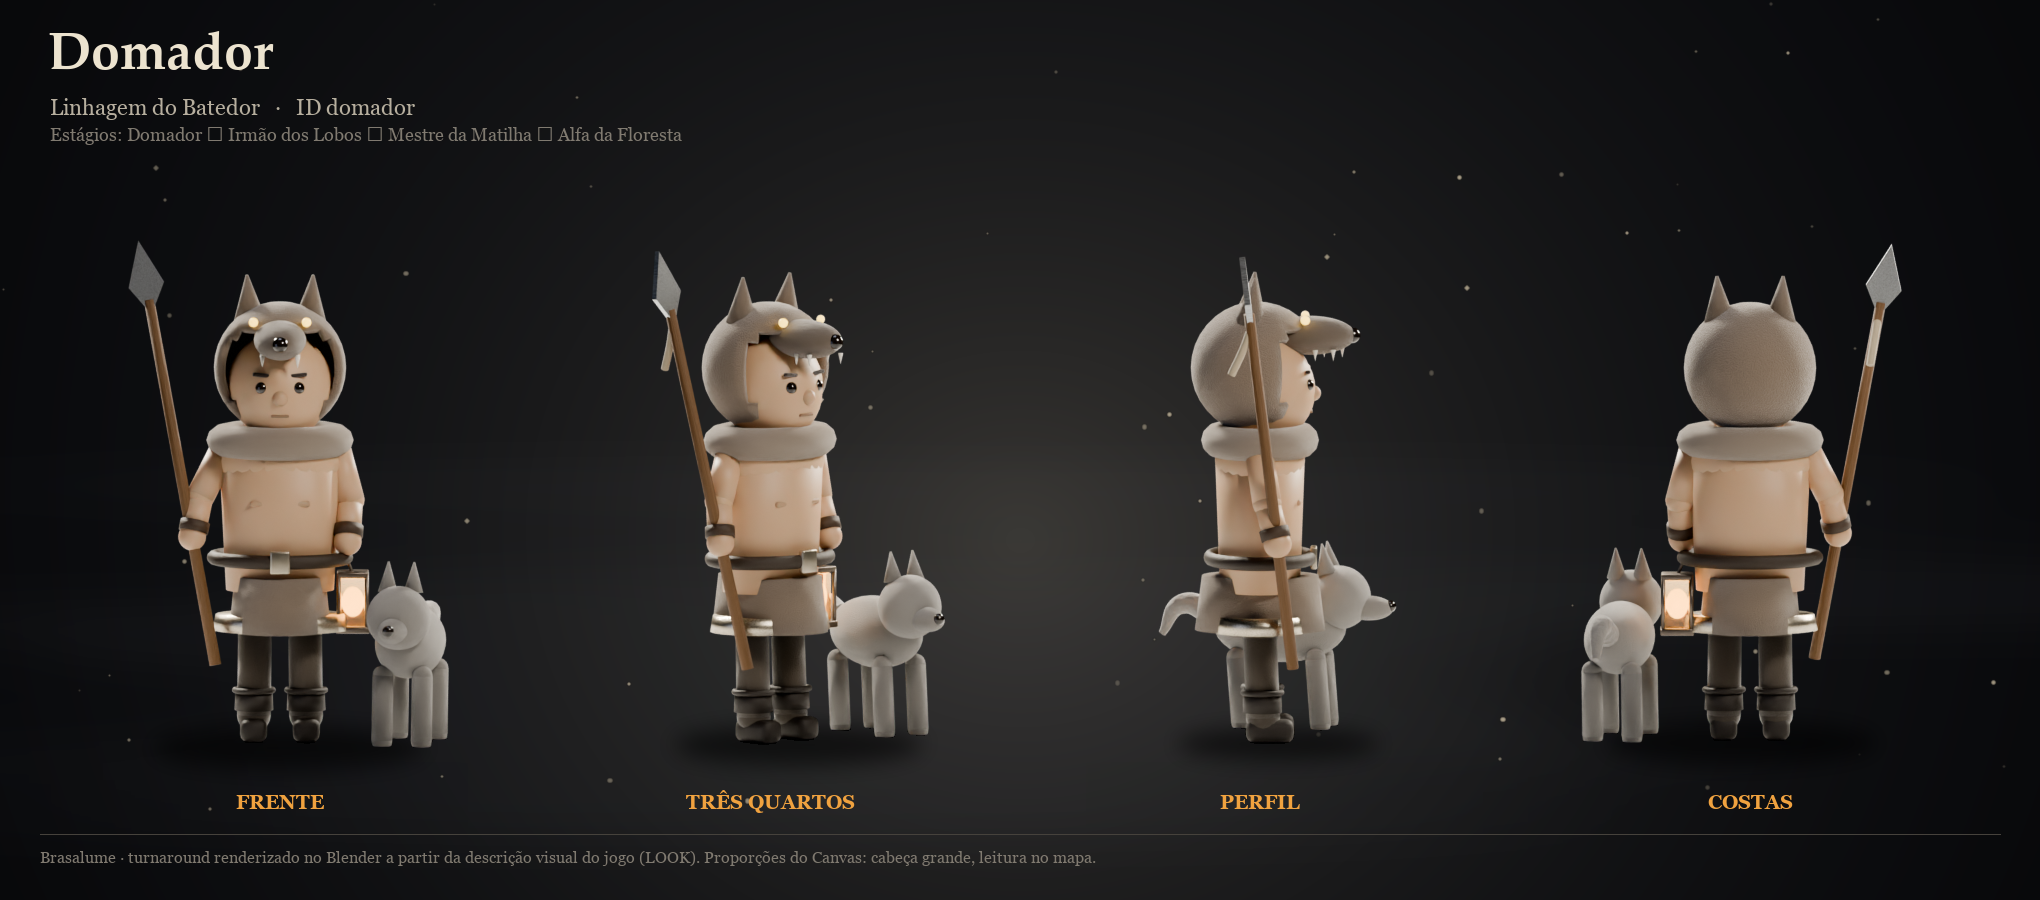 Domador
Linhagem do Batedor · ID domador
Estágios: Domador □ Irmão dos Lobos □ Mestre da Matilha □ Alfa da Floresta
FRENTE
TRÊS QUARTOS
PERFIL
COSTAS
Brasalume · turnaround renderizado no Blender a partir da descrição visual do jogo (LOOK). Proporções do Canvas: cabeça grande, leitura no mapa.